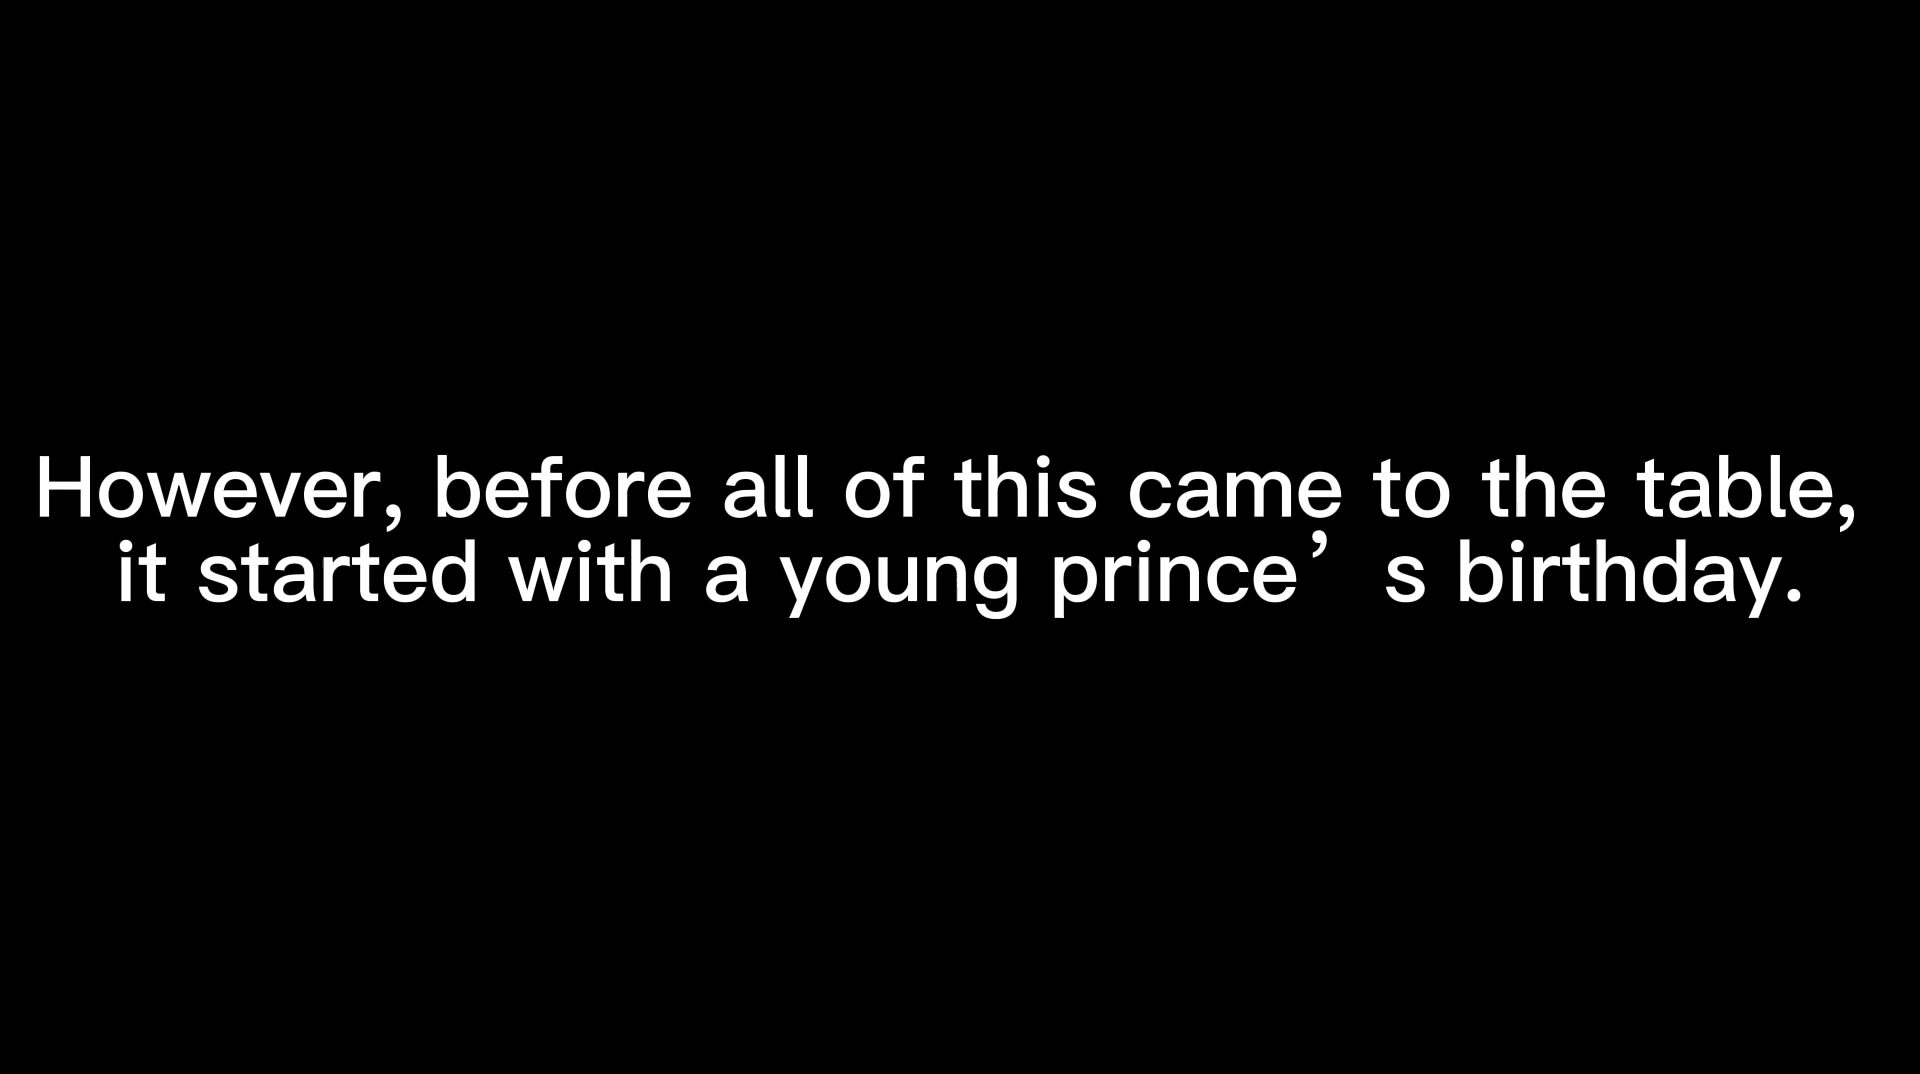 However, before all of this came to the table,
it started with a young prince’s birthday.